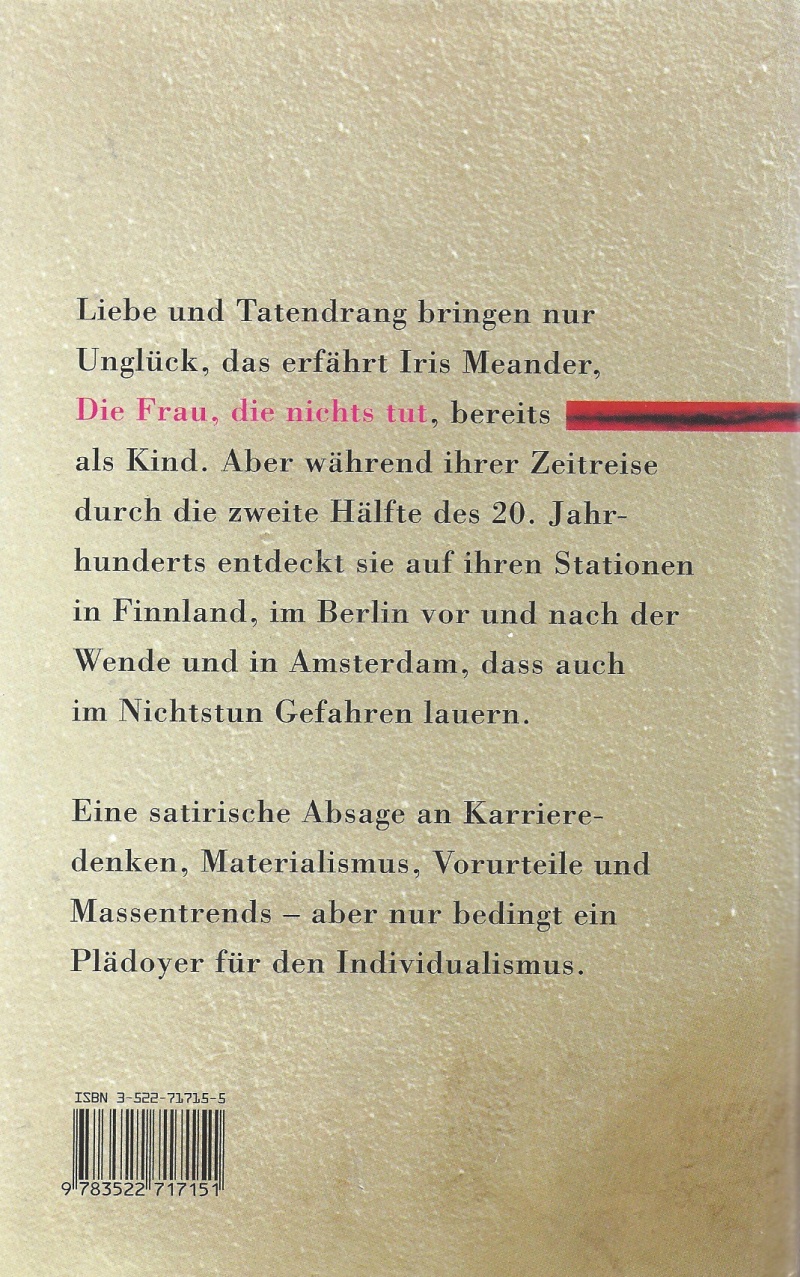 Liebe und Tatendrang bringen nur
Unglück, das erfährt Iris Meander,
Die Frau, die nichts tut, bereits
als Kind. Aber während ihrer Zeitreise
durch die zweite Hälfte des 20. Jahr-
hunderts entdeckt sie auf ihren Stationen
in Finnland, im Berlin vor und nach der
Wende und in Amsterdam, dass auch
im Nichtstun Gefahren lauern.
Eine satirische Absage an Karriere-
denken, Materialismus, Vorurteile und
Massentrends – aber nur bedingt ein
Plädoyer für den Individualismus.
ISBN 3-522-71715-5
9 783522 717151